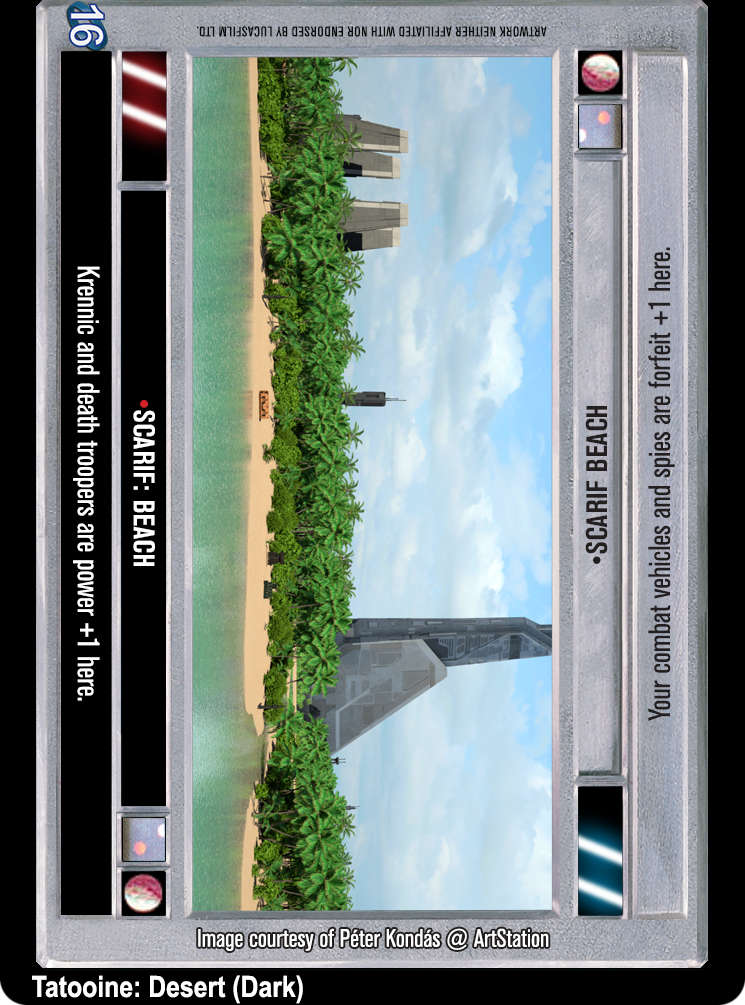 16
ARTWORK NEITHER AFFILIATED WITH NOR ENDORSED BY LUCASFILM LTD.
Krennic and death troopers are power +1 here.
•SCARIF: BEACH
•SCARIF BEACH
Your combat vehicles and spies are forfeit +1 here.
Image courtesy of Péter Kondás @ ArtStation
Tatooine: Desert (Dark)